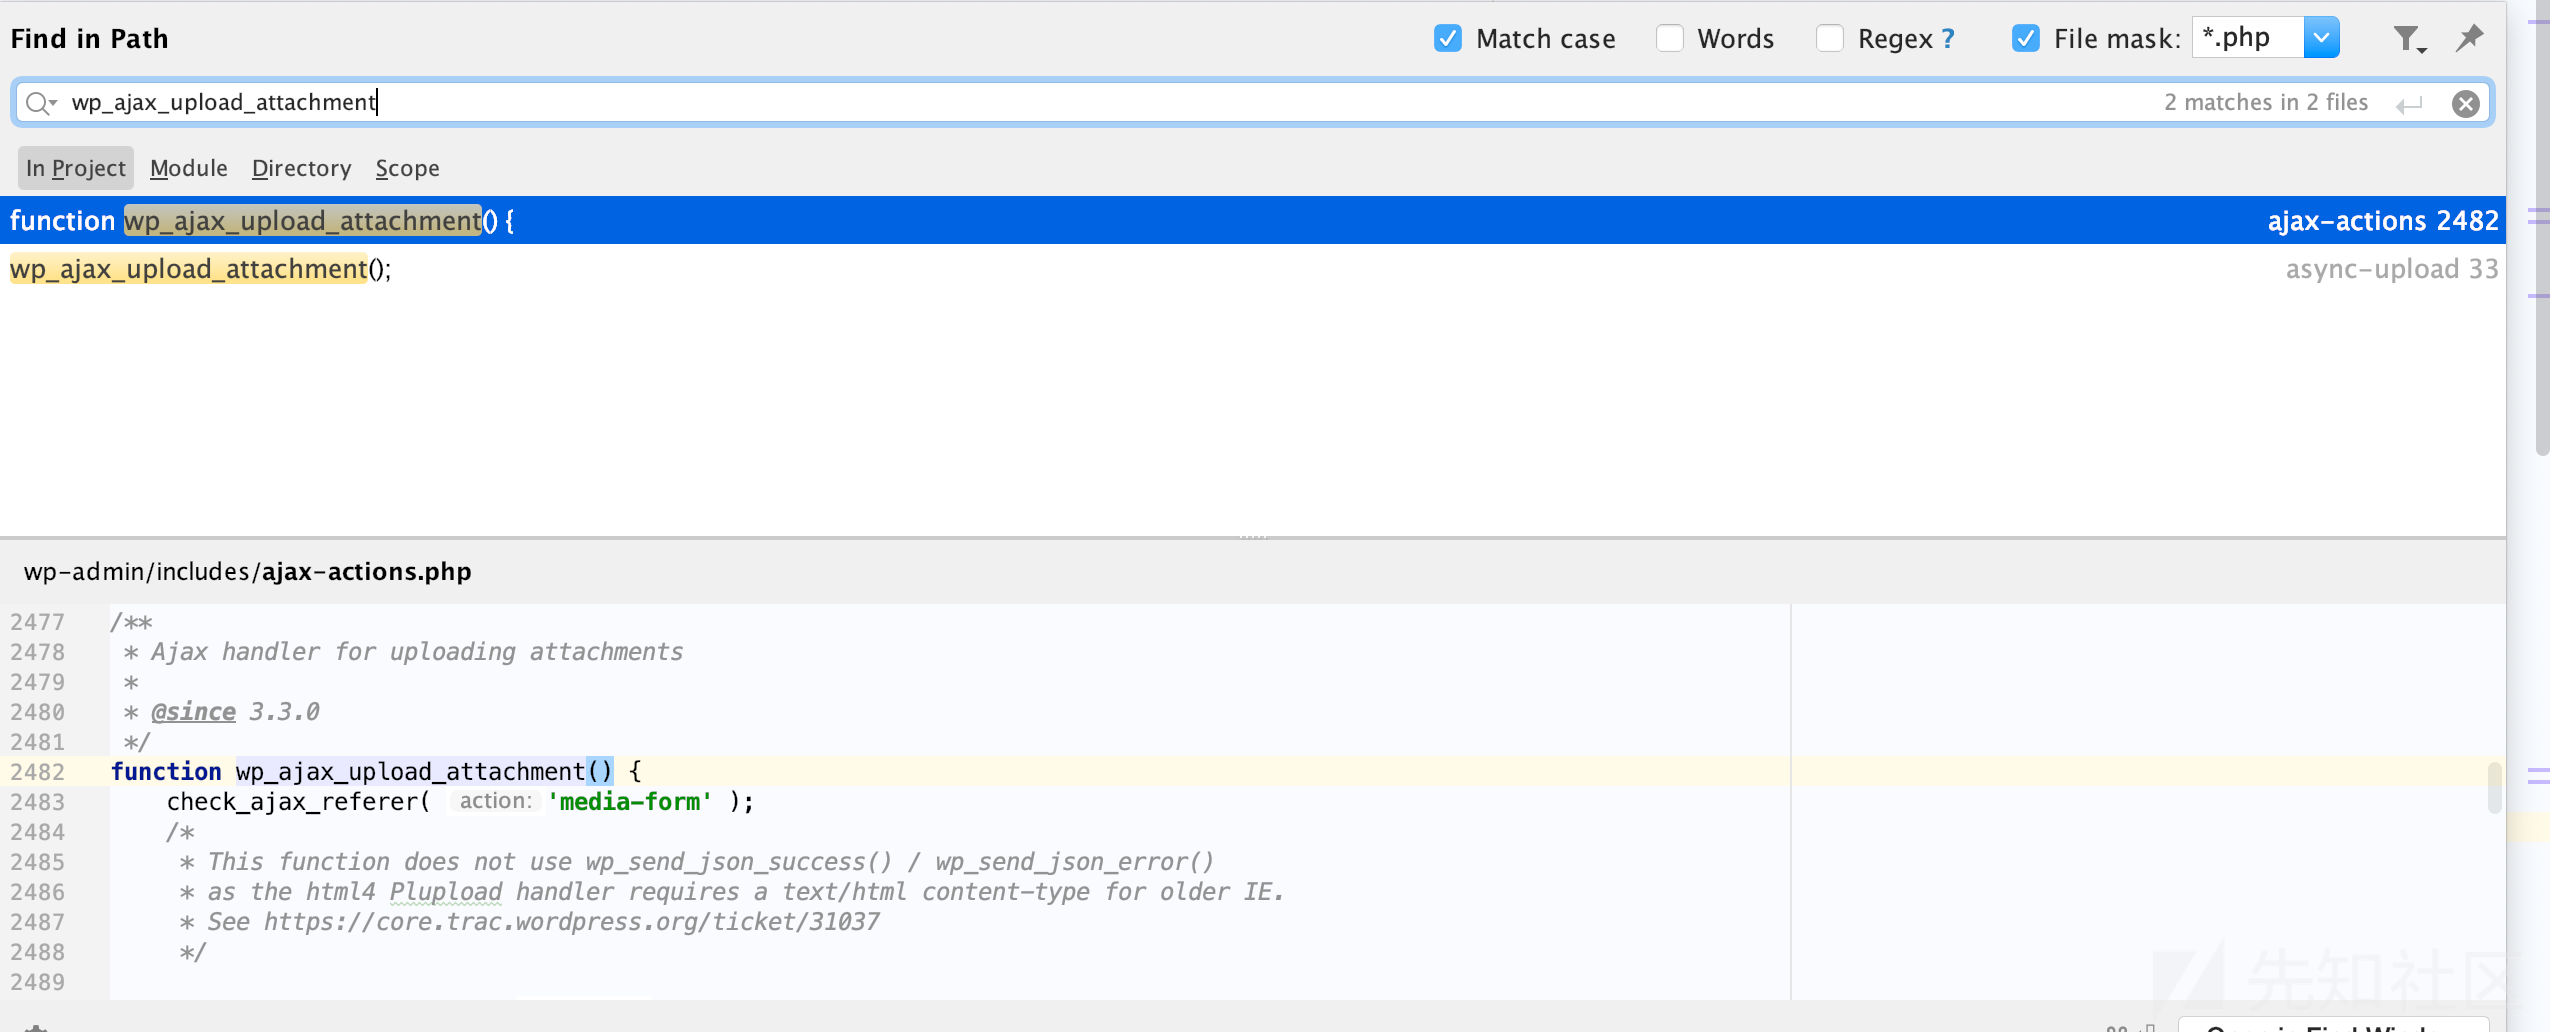 Find in Path
Match case Words Regex ? File mask: *.php
wp_ajax_upload_attachment 2 matches in 2 files
In Project Module Directory Scope
function wp_ajax_upload_attachment() { ajax-actions 2482
wp_ajax_upload_attachment(); async-upload 33
wp-admin/includes/ajax-actions.php
2477 /**
2478 * Ajax handler for uploading attachments
2479 *
2480 * @since 3.3.0
2481 */
2482 function wp_ajax_upload_attachment() {
2483 check_ajax_referer( action: 'media-form' );
2484 /*
2485 * This function does not use wp_send_json_success() / wp_send_json_error()
2486 * as the html4 Plupload handler requires a text/html content-type for older IE.
2487 * See https://core.trac.wordpress.org/ticket/31037
2488 */
2489
先知社区
Open in Find Window